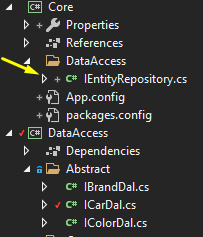 Core
Properties
References
DataAccess
C# IEntityRepository.cs
App.config
packages.config
C# DataAccess
Dependencies
Abstract
C# IBrandDal.cs
C# ICarDal.cs
C# IColorDal.cs